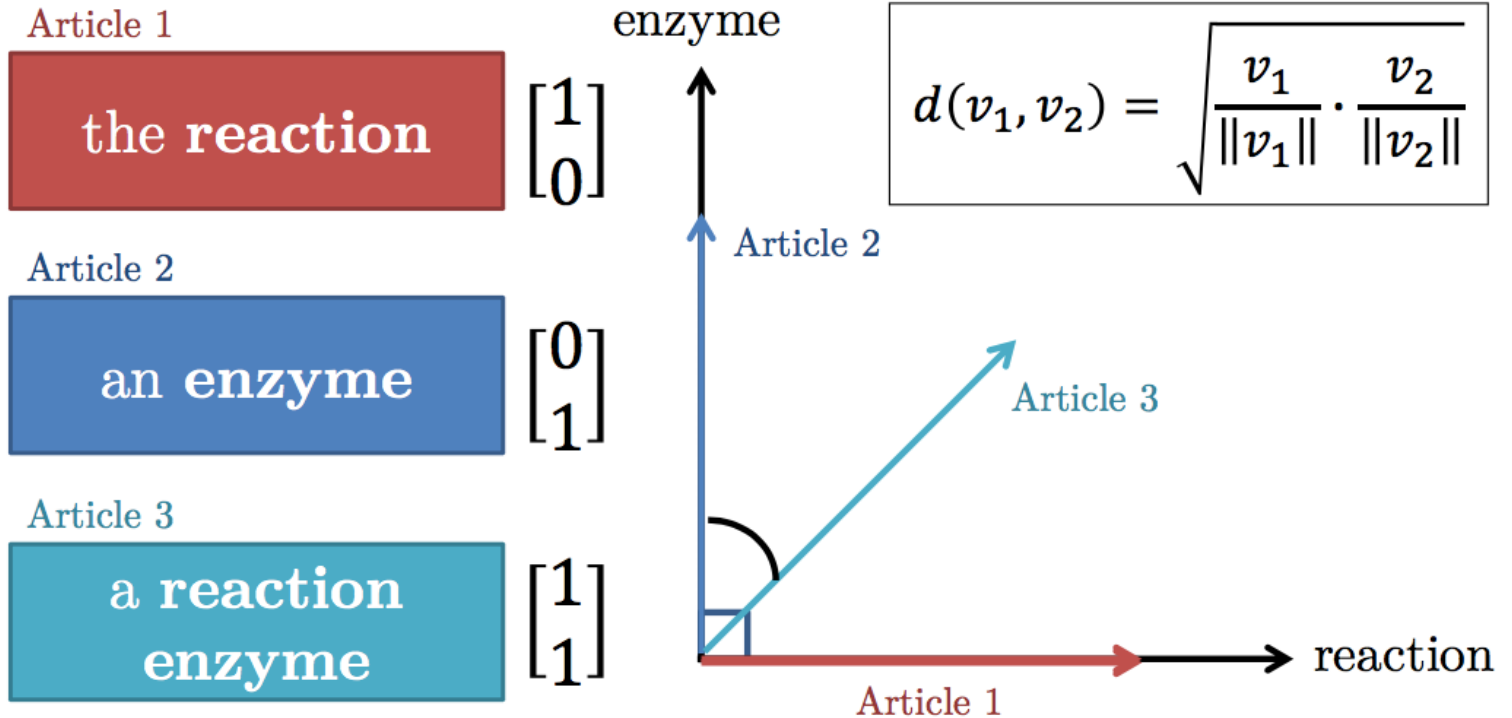 Article 1
the reaction
[1
0]
Article 2
an enzyme
[0
1]
Article 3
a reaction
enzyme
[1
1]
enzyme
Article 2
Article 3
Article 1
reaction
d(v₁, v₂) = √(v₁/‖v₁‖ · v₂/‖v₂‖)